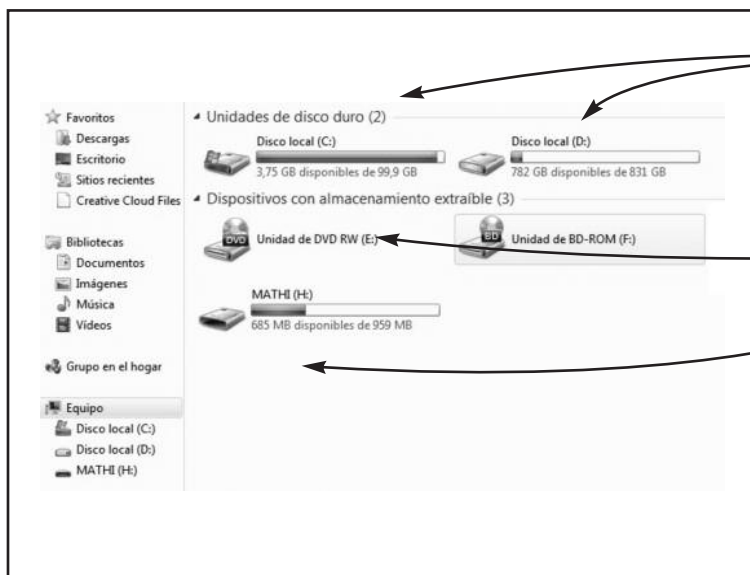 Favoritos
Descargas
Escritorio
Sitios recientes
Creative Cloud Files
Bibliotecas
Documentos
Imágenes
Música
Vídeos
Grupo en el hogar
Equipo
Disco local (C:)
Disco local (D:)
MATHI (H:)
Unidades de disco duro (2)
Disco local (C:)
3,75 GB disponibles de 99,9 GB
Disco local (D:)
782 GB disponibles de 831 GB
Dispositivos con almacenamiento extraíble (3)
DVD
Unidad de DVD RW (E:)
BD
Unidad de BD-ROM (F:)
MATHI (H:)
685 MB disponibles de 959 MB